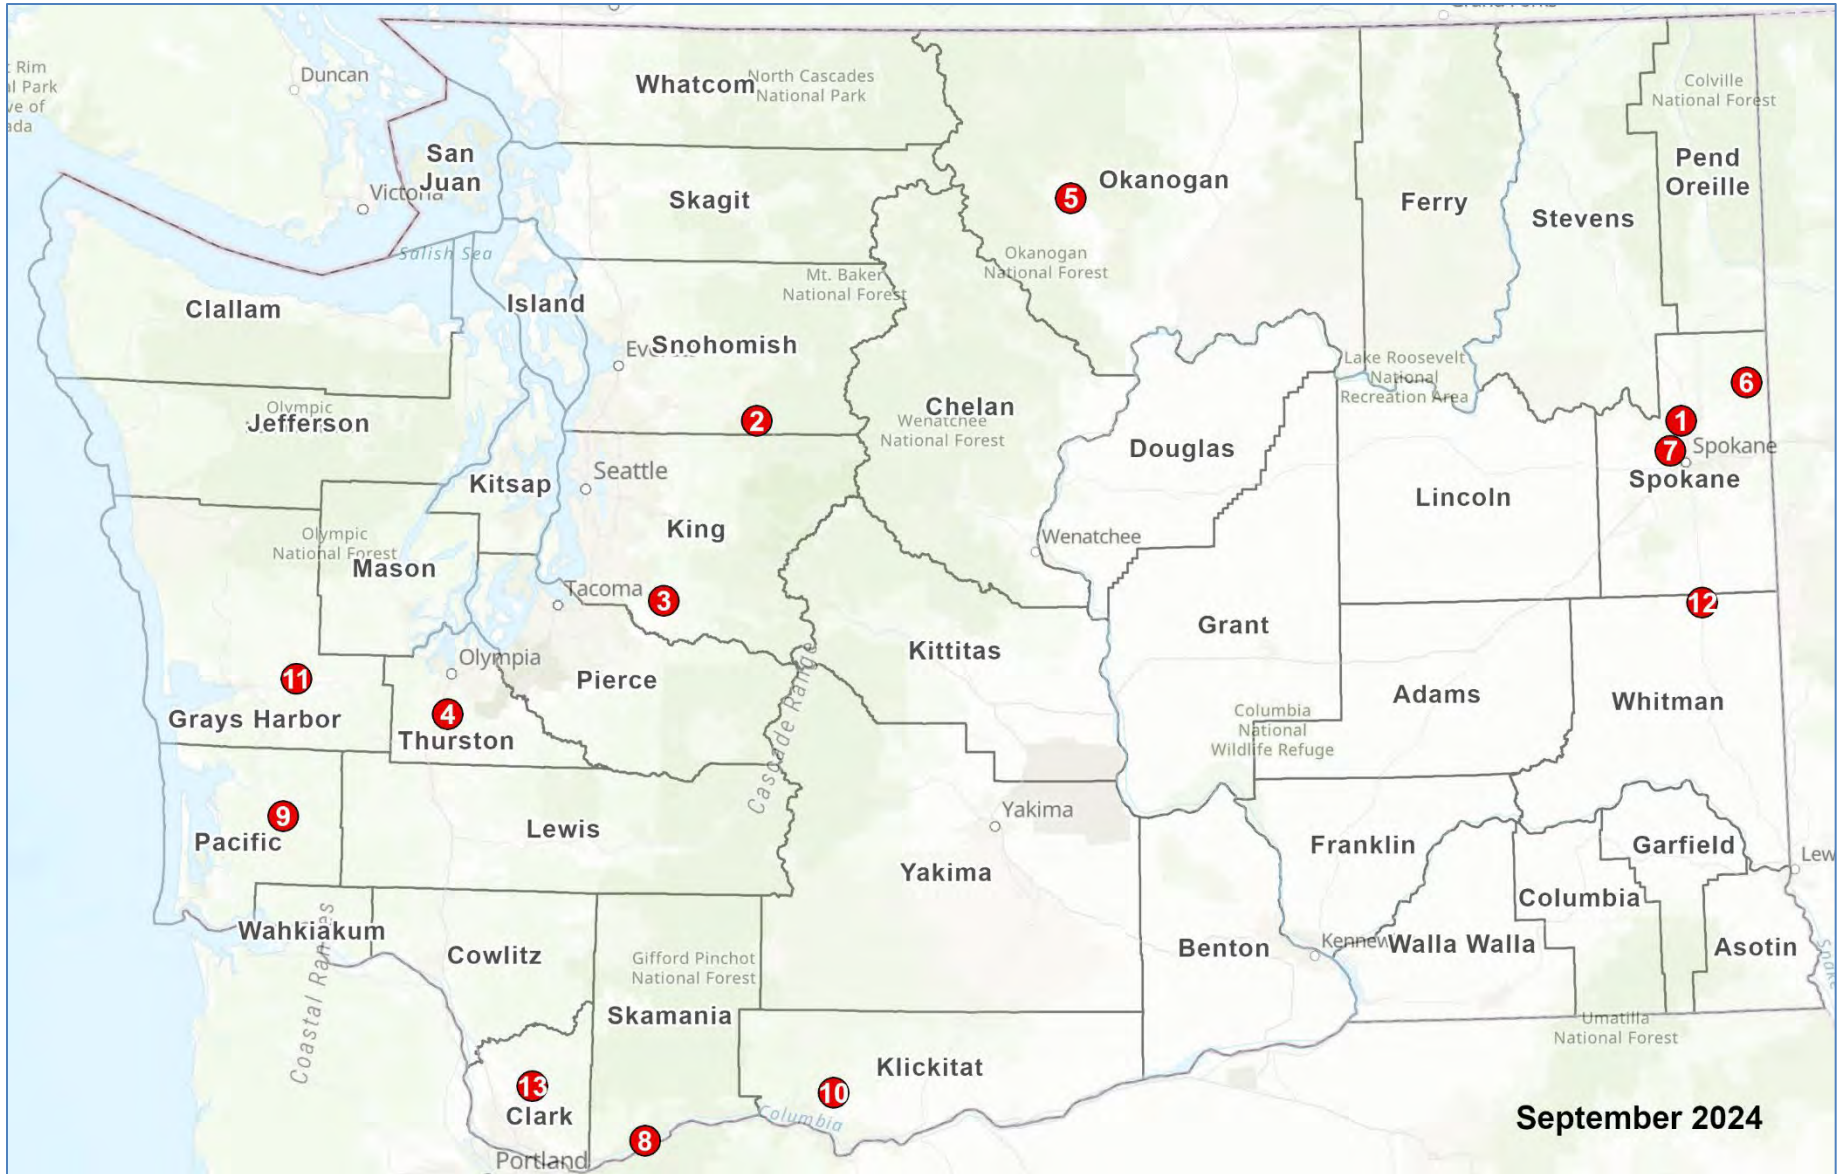 t Rim
al Park
ve of
ada
Duncan
Victoria
Salish Sea
San
Juan
Whatcom
North Cascades
National Park
Skagit
Okanogan
5
Okanogan
National Forest
Ferry
Stevens
Colville
National Forest
Pend
Oreille
Clallam
Island
Mt. Baker
National Forest
Snohomish
2
Olympic
Jefferson
Chelan
Wenatchee
National Forest
Douglas
Lake Roosevelt
National
Recreation Area
6
1
7
Spokane
Spokane
Seattle
Kitsap
King
Lincoln
Olympic
National Forest
Mason
Wenatchee
Tacoma
3
12
Grant
Kittitas
Olympia
Pierce
11
Grays Harbor
4
Thurston
Cascade Range
Adams
Whitman
Columbia
National
Wildlife Refuge
9
Pacific
Lewis
Yakima
Yakima
Franklin
Garfield
Lew
Columbia
Wahkiakum
Coastal Ranges
Cowlitz
Gifford Pinchot
National Forest
Benton
Walla Walla
Asotin
Skamania
Umatilla
National Forest
Klickitat
13
Clark
10
Columbia
8
Portland
September 2024